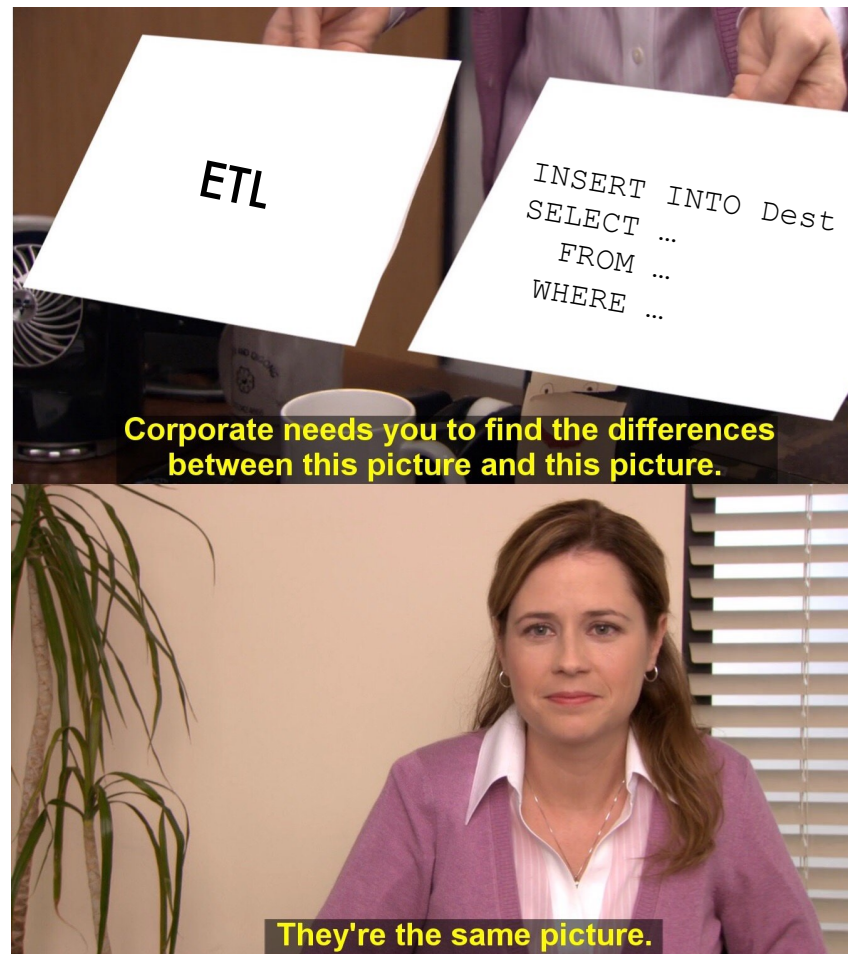 ETL
INSERT INTO Dest
SELECT …
FROM …
WHERE …
Corporate needs you to find the differences
between this picture and this picture.
They're the same picture.